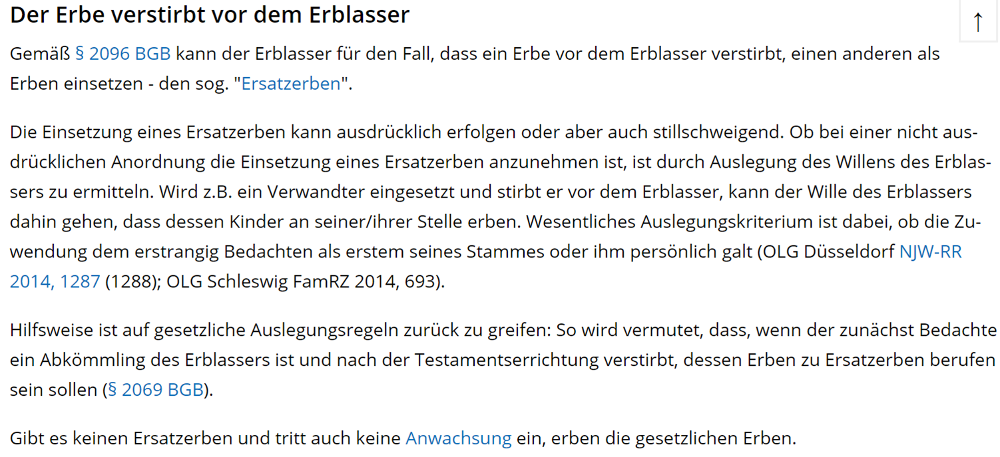 Der Erbe verstirbt vor dem Erblasser
↑
Gemäß § 2096 BGB kann der Erblasser für den Fall, dass ein Erbe vor dem Erblasser verstirbt, einen anderen als
Erben einsetzen - den sog. "Ersatzerben".
Die Einsetzung eines Ersatzerben kann ausdrücklich erfolgen oder aber auch stillschweigend. Ob bei einer nicht aus-
drücklichen Anordnung die Einsetzung eines Ersatzerben anzunehmen ist, ist durch Auslegung des Willens des Erblas-
sers zu ermitteln. Wird z.B. ein Verwandter eingesetzt und stirbt er vor dem Erblasser, kann der Wille des Erblassers
dahin gehen, dass dessen Kinder an seiner/ihrer Stelle erben. Wesentliches Auslegungskriterium ist dabei, ob die Zu-
wendung dem erstrangig Bedachten als erstem seines Stammes oder ihm persönlich galt (OLG Düsseldorf NJW-RR
2014, 1287 (1288); OLG Schleswig FamRZ 2014, 693).
Hilfsweise ist auf gesetzliche Auslegungsregeln zurück zu greifen: So wird vermutet, dass, wenn der zunächst Bedachte
ein Abkömmling des Erblassers ist und nach der Testamentserrichtung verstirbt, dessen Erben zu Ersatzerben berufen
sein sollen (§ 2069 BGB).
Gibt es keinen Ersatzerben und tritt auch keine Anwachsung ein, erben die gesetzlichen Erben.